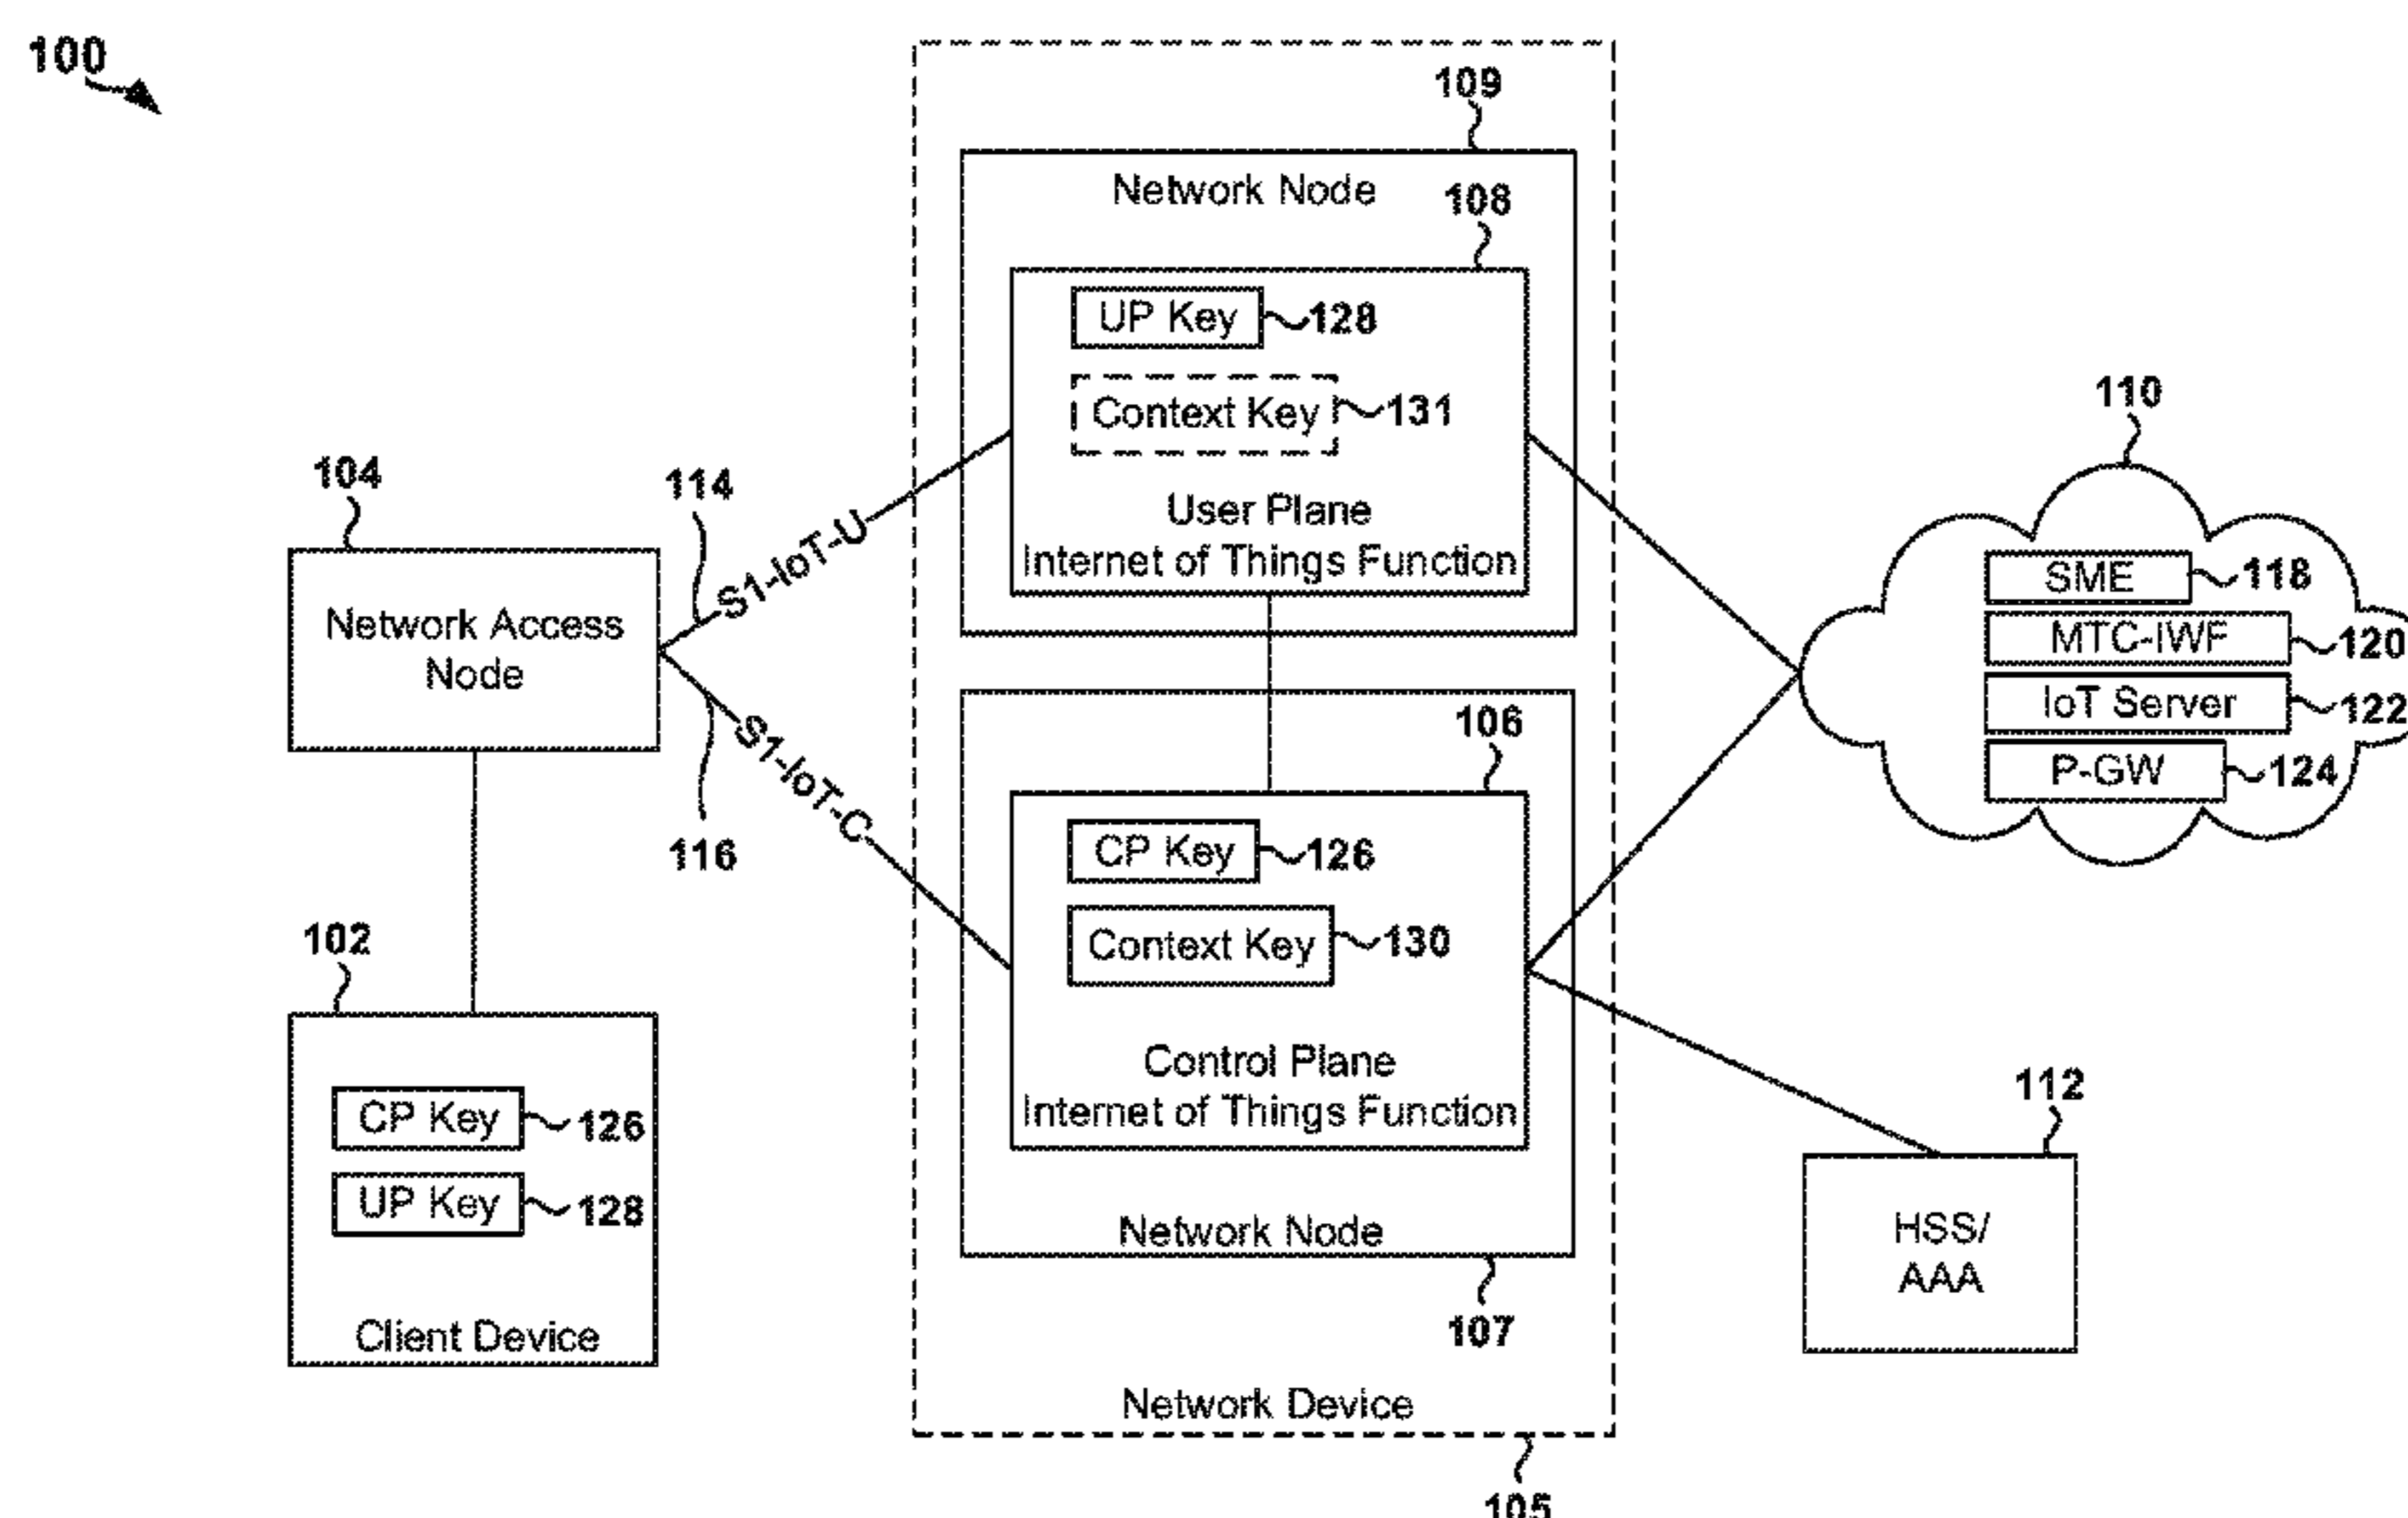 100
109
Network Node
108
UP Key
128
Context Key
131
User Plane
Internet of Things Function
110
SME
118
MTC-IWF
120
IoT Server
122
P-GW
124
104
Network Access
Node
114
S1-IoT-U
S1-IoT-C
116
106
CP Key
126
Context Key
130
Control Plane
Internet of Things Function
Network Node
107
102
CP Key
126
UP Key
128
Client Device
112
HSS/
AAA
Network Device
105